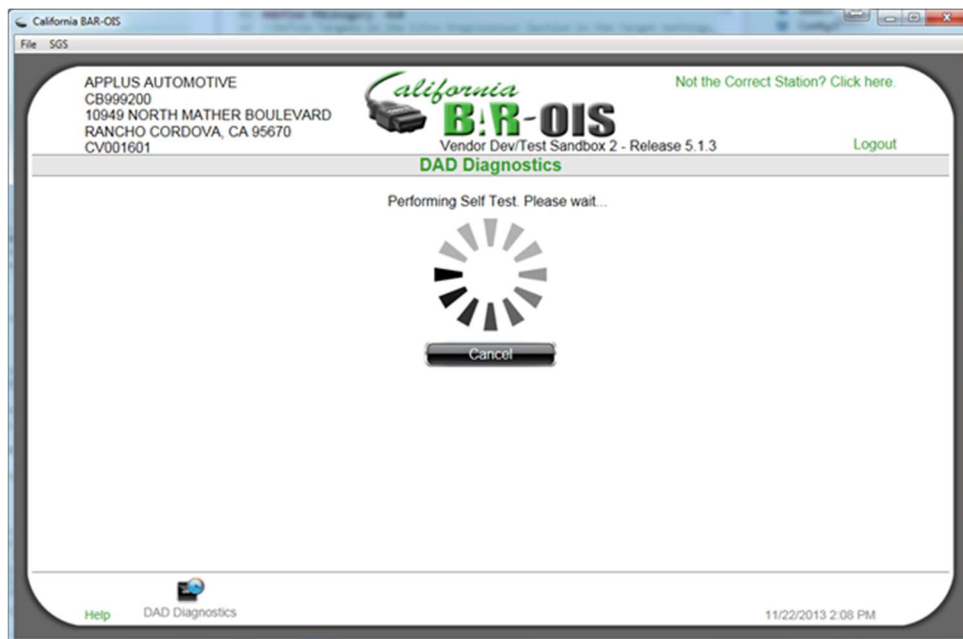 California BAR-OIS
File SGS
APPLUS AUTOMOTIVE
CB999200
10949 NORTH MATHER BOULEVARD
RANCHO CORDOVA, CA 95670
CV001601
California
BAR-OIS
Vendor Dev/Test Sandbox 2 - Release 5.1.3
Not the Correct Station? Click here.
Logout
DAD Diagnostics
Performing Self Test. Please wait...
Cancel
Help
DAD Diagnostics
11/22/2013 2:08 PM